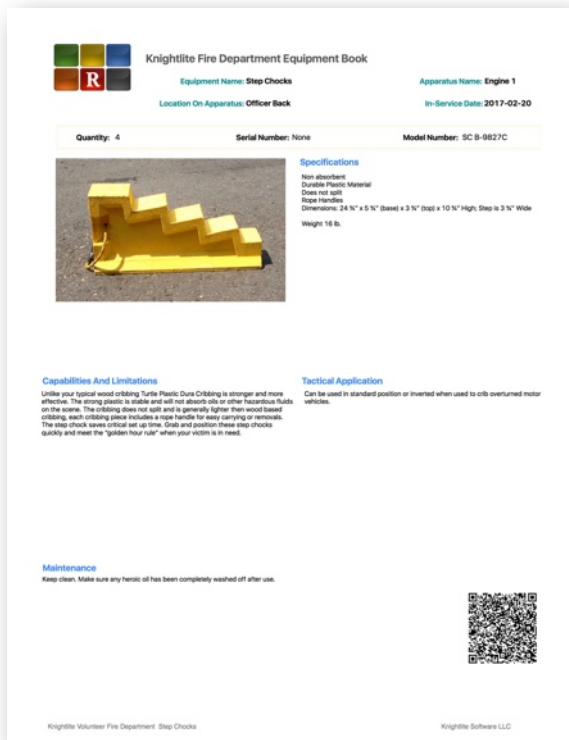 R
Knightlite Fire Department Equipment Book
Equipment Name: Step Chocks
Apparatus Name: Engine 1
Location On Apparatus: Officer Back
In-Service Date: 2017-02-20
Quantity: 4
Serial Number: None
Model Number: SC B-9827C
Specifications
Non absorbent
Durable Plastic Material
Does not split
Rope Handles
Dimensions: 24 ¾" x 5 ¾" (base) x 3 ¾" (top) x 10 ¾" High; Step is 3 ¾" Wide
Weight 16 lb.
Capabilities And Limitations
Unlike your typical wood cribbing Turtle Plastic Dura Cribbing is stronger and more
effective. The strong plastic is stable and will not absorb oils or other hazardous fluids
on the scene. The cribbing does not split and is generally lighter then wood based
cribbing, each cribbing piece includes a rope handle for easy carrying or removals.
The step chock saves critical set up time. Grab and position these step chocks
quickly and meet the "golden hour rule" when your victim is in need.
Tactical Application
Can be used in standard position or inverted when used to crib overturned motor
vehicles.
Maintenance
Keep clean. Make sure any heroic oil has been completely washed off after use.
Knightlite Volunteer Fire Department Step Chocks
Knightlite Software LLC